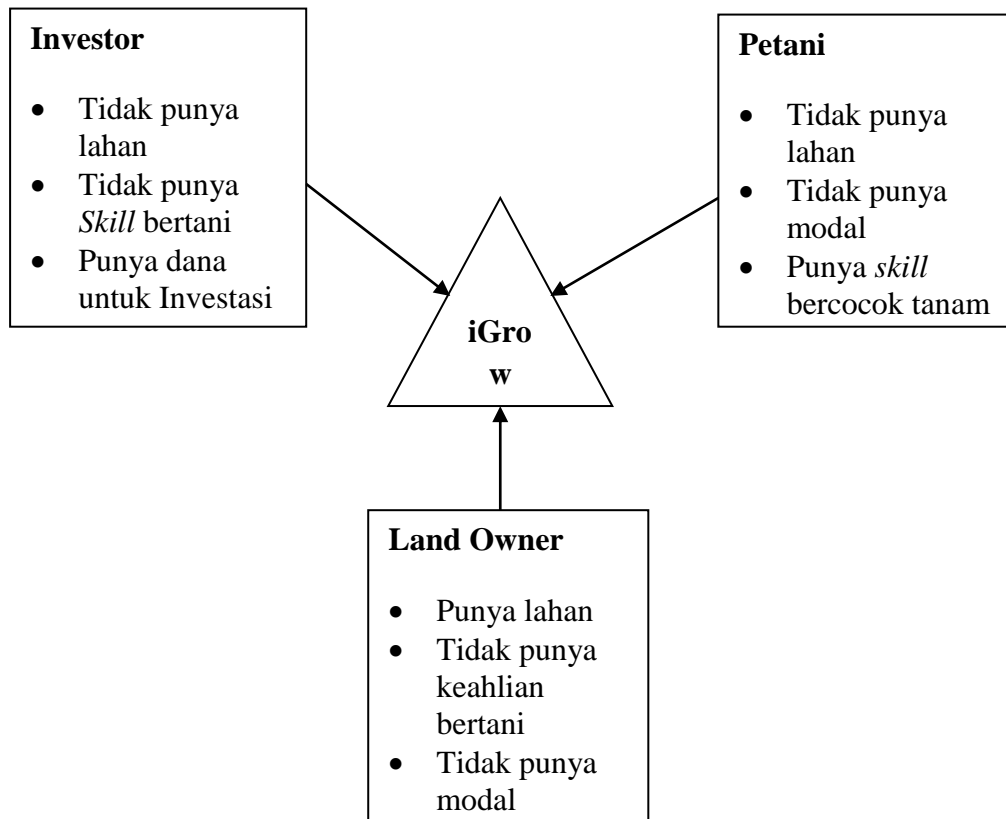 Investor
• Tidak punya
lahan
• Tidak punya
Skill bertani
• Punya dana
untuk Investasi
Petani
• Tidak punya
lahan
• Tidak punya
modal
• Punya skill
bercocok tanam
iGro
w
Land Owner
• Punya lahan
• Tidak punya
keahlian
bertani
• Tidak punya
modal